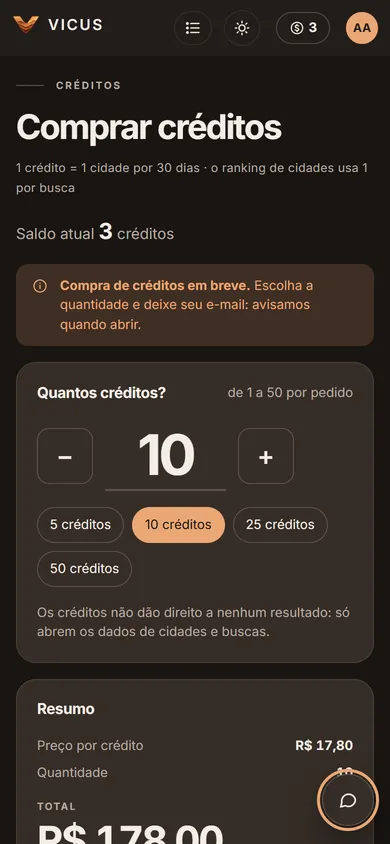 VICUS
3
AA
CRÉDITOS
Comprar créditos
1 crédito = 1 cidade por 30 dias · o ranking de cidades usa 1
por busca
Saldo atual 3 créditos
Compra de créditos em breve. Escolha a
quantidade e deixe seu e-mail: avisamos
quando abrir.
Quantos créditos? de 1 a 50 por pedido
− 10 +
5 créditos 10 créditos 25 créditos
50 créditos
Os créditos não dão direito a nenhum resultado: só
abrem os dados de cidades e buscas.
Resumo
Preço por crédito R$ 17,80
Quantidade 10
TOTAL
R$ 178,00